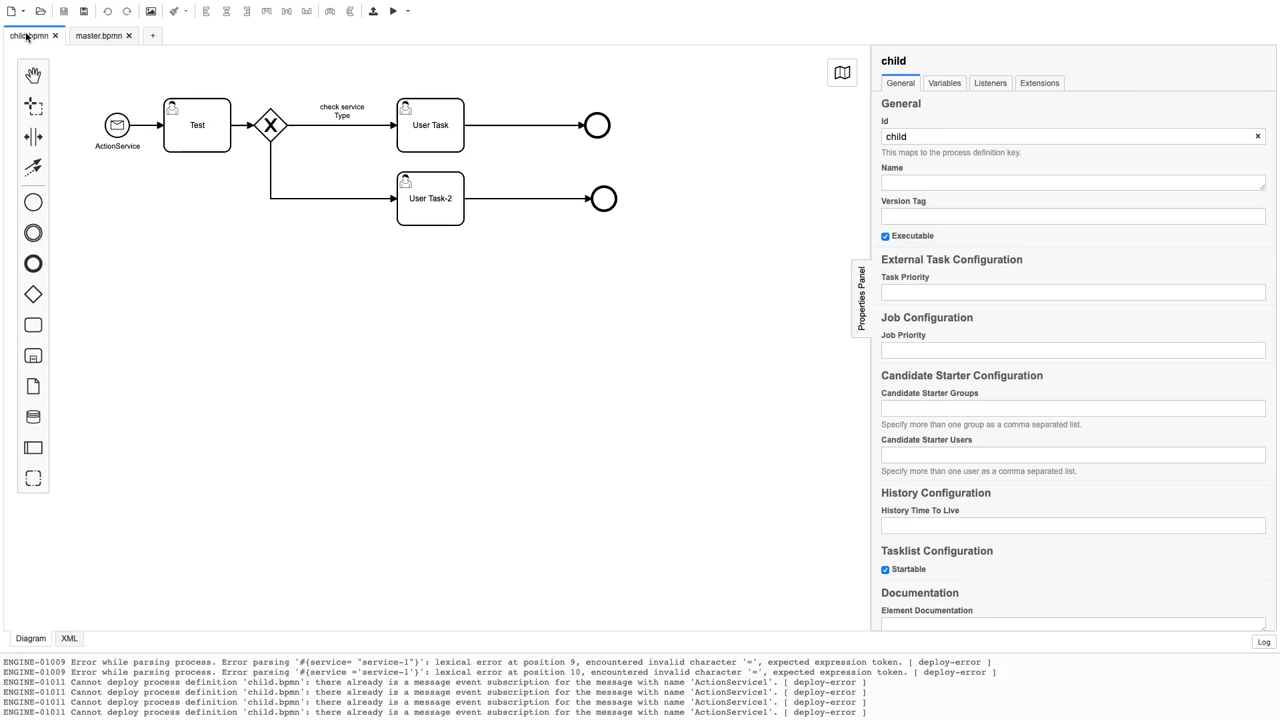 child.bpmn × master.bpmn × +
child
General Variables Listeners Extensions
General
Id
child ×
This maps to the process definition key.
Name
Version Tag
Executable
External Task Configuration
Task Priority
Job Configuration
Job Priority
Candidate Starter Configuration
Candidate Starter Groups
Specify more than one group as a comma separated list.
Candidate Starter Users
Specify more than one user as a comma separated list.
History Configuration
History Time To Live
Tasklist Configuration
Startable
Documentation
Element Documentation
Properties Panel
check service
Type
Test
User Task
ActionService
User Task-2
Diagram XML
Log
ENGINE-01009 Error while parsing process. Error parsing '#{service= "service-1"}': lexical error at position 9, encountered invalid character '=', expected expression token. [ deploy-error ]
ENGINE-01009 Error while parsing process. Error parsing '#{service ='service-1'}': lexical error at position 10, encountered invalid character '=', expected expression token. [ deploy-error ]
ENGINE-01011 Cannot deploy process definition 'child.bpmn': there already is a message event subscription for the message with name 'ActionService1'. [ deploy-error ]
ENGINE-01011 Cannot deploy process definition 'child.bpmn': there already is a message event subscription for the message with name 'ActionService1'. [ deploy-error ]
ENGINE-01011 Cannot deploy process definition 'child.bpmn': there already is a message event subscription for the message with name 'ActionService1'. [ deploy-error ]
ENGINE-01011 Cannot deploy process definition 'child.bpmn': there already is a message event subscription for the message with name 'ActionService1'. [ deploy-error ]